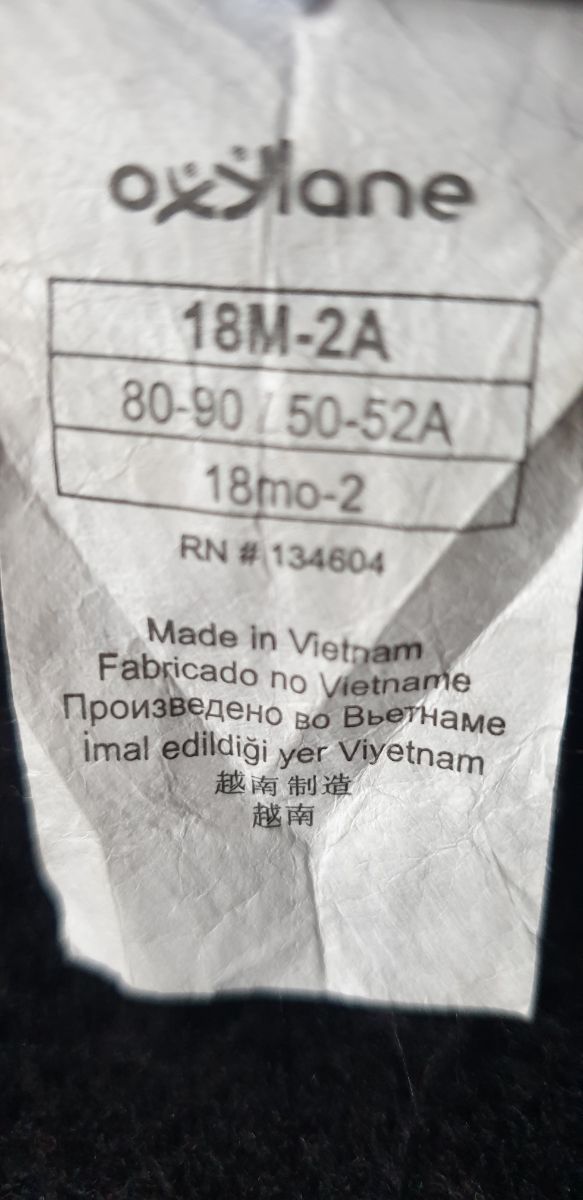 oxylane
18M-2A
80-90 / 50-52A
18mo-2
RN # 134604
Made in Vietnam
Fabricado no Vietname
Произведено во Вьетнаме
İmal edildiği yer Viyetnam
越南制造
越南